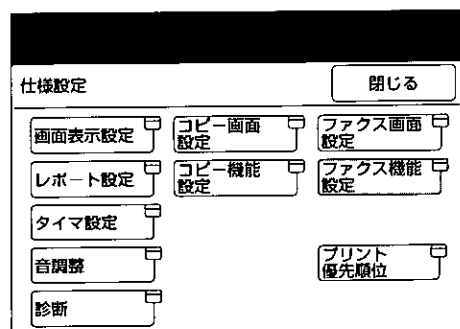 仕様設定
閉じる
画面表示設定
コピー画面
設定
ファクス画面
設定
レポート設定
コピー機能
設定
ファクス機能
設定
タイマ設定
音調整
プリント
優先順位
診断